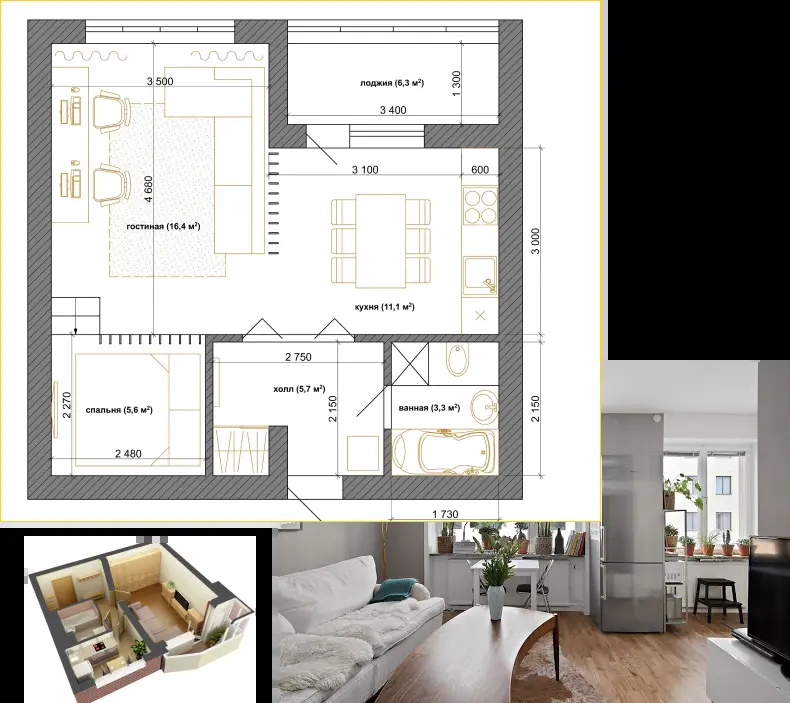 лоджия (6,3 м²)
1 300
3 500
3 400
3 100
600
4 680
гостиная (16,4 м²)
3 000
кухня (11,1 м²)
2 750
холл (5,7 м²)
2 270
спальня (5,6 м²)
2 150
ванная (3,3 м²)
2 150
2 480
1 730